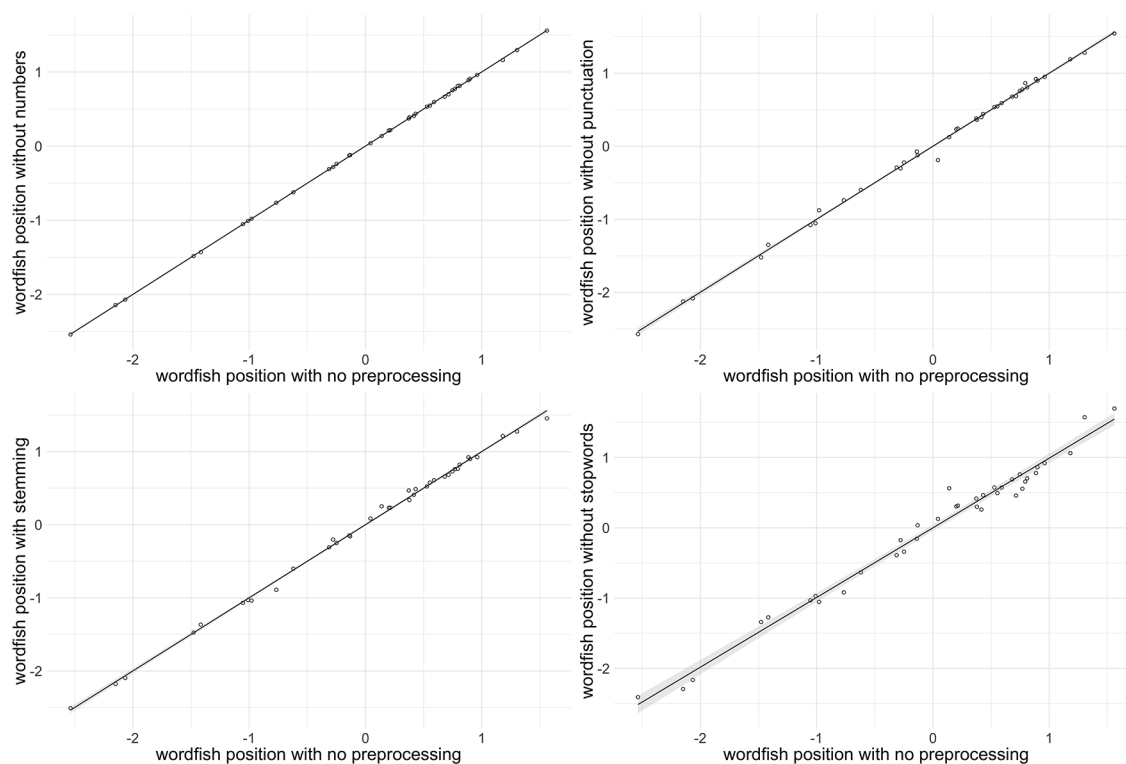 wordfish position without numbers
1
0
-1
-2
-2 -1 0 1
wordfish position with no preprocessing
wordfish position without punctuation
1
0
-1
-2
-2 -1 0 1
wordfish position with no preprocessing
wordfish position with stemming
1
0
-1
-2
-2 -1 0 1
wordfish position with no preprocessing
wordfish position without stopwords
1
0
-1
-2
-2 -1 0 1
wordfish position with no preprocessing